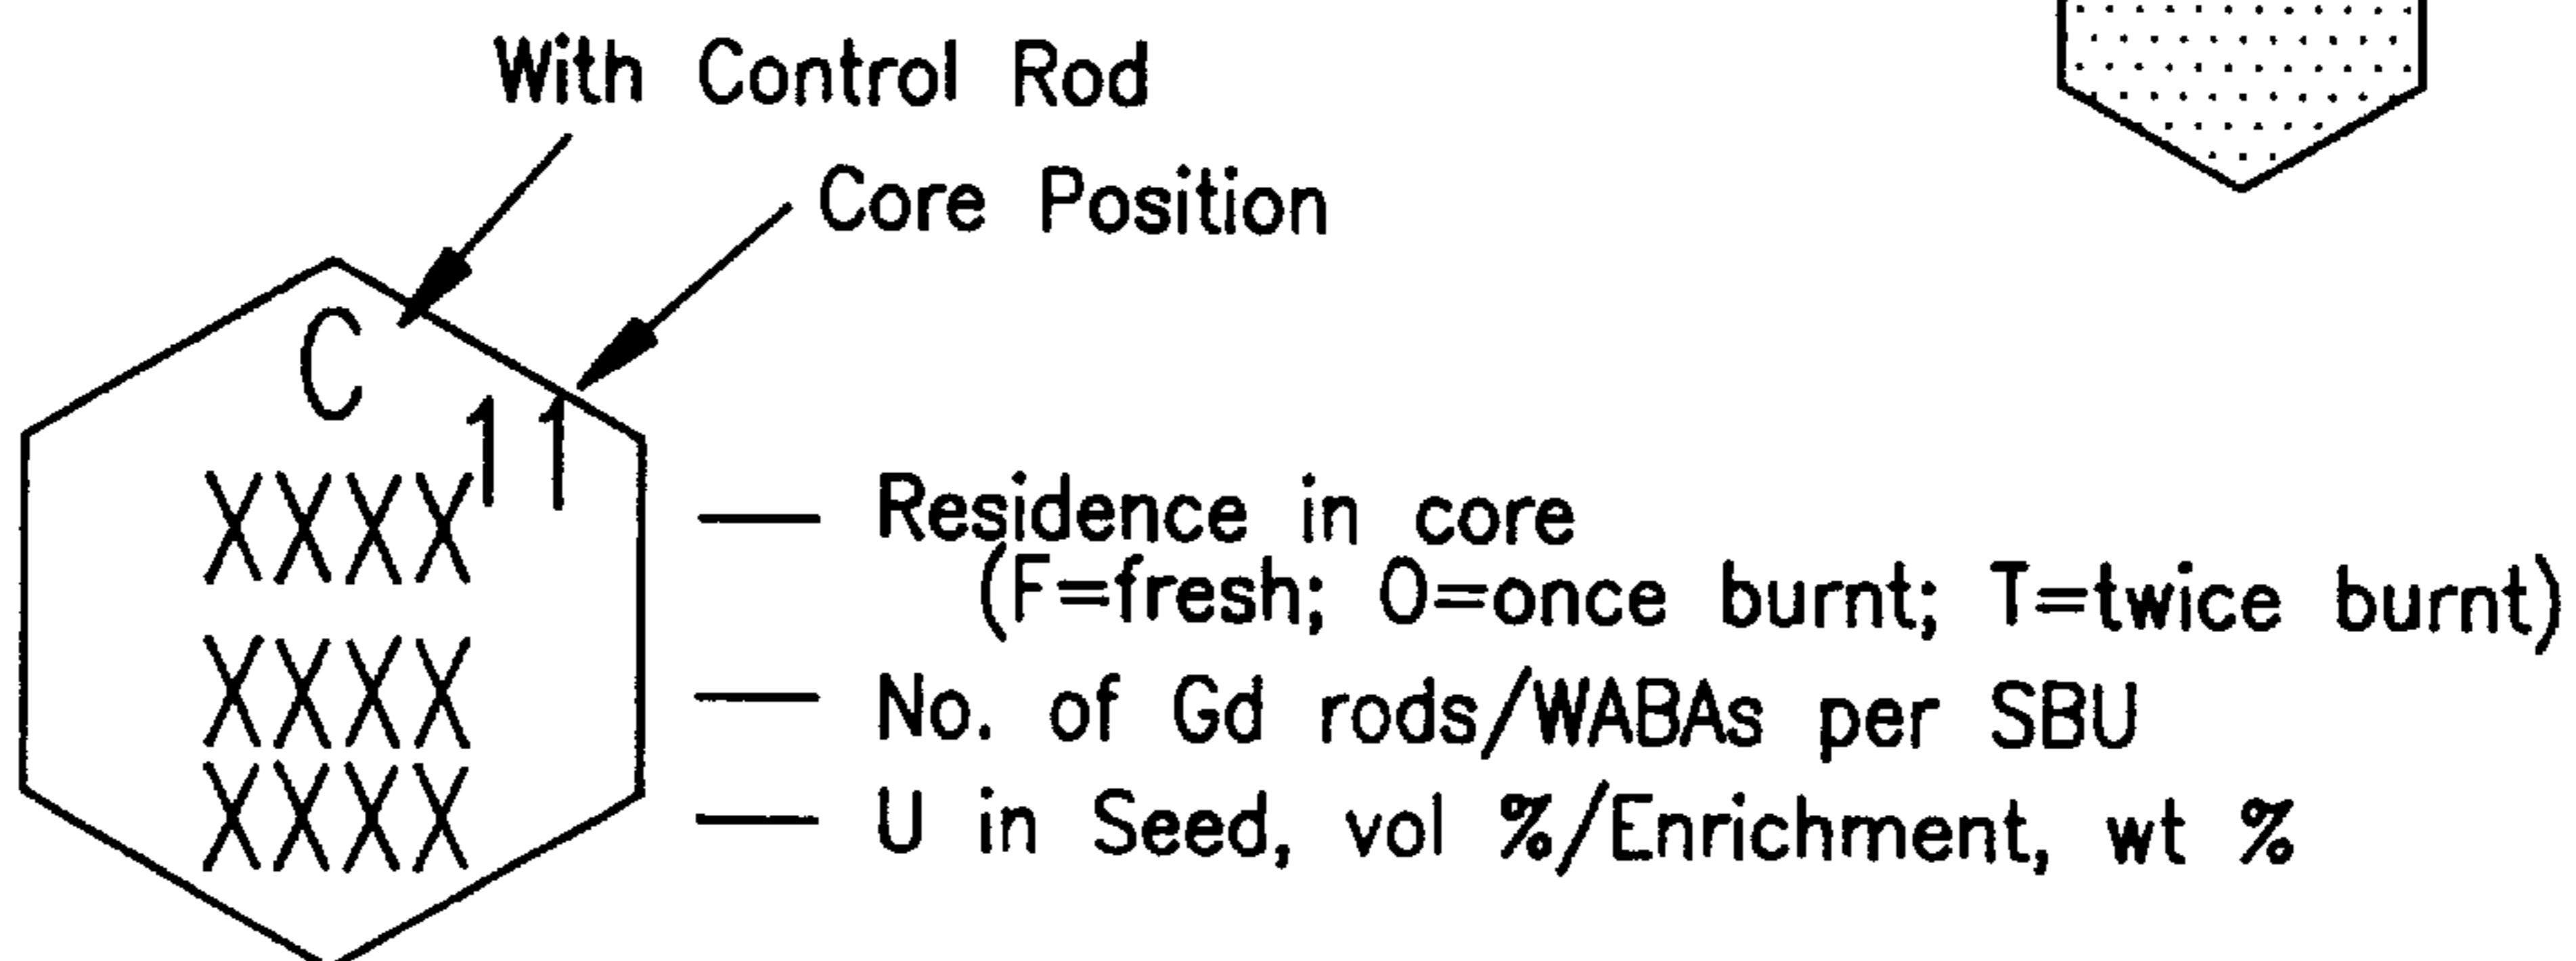 With Control Rod
Core Position
C
11
XXXX — Residence in core
(F=fresh; O=once burnt; T=twice burnt)
XXXX — No. of Gd rods/WABAs per SBU
XXXX — U in Seed, vol %/Enrichment, wt %